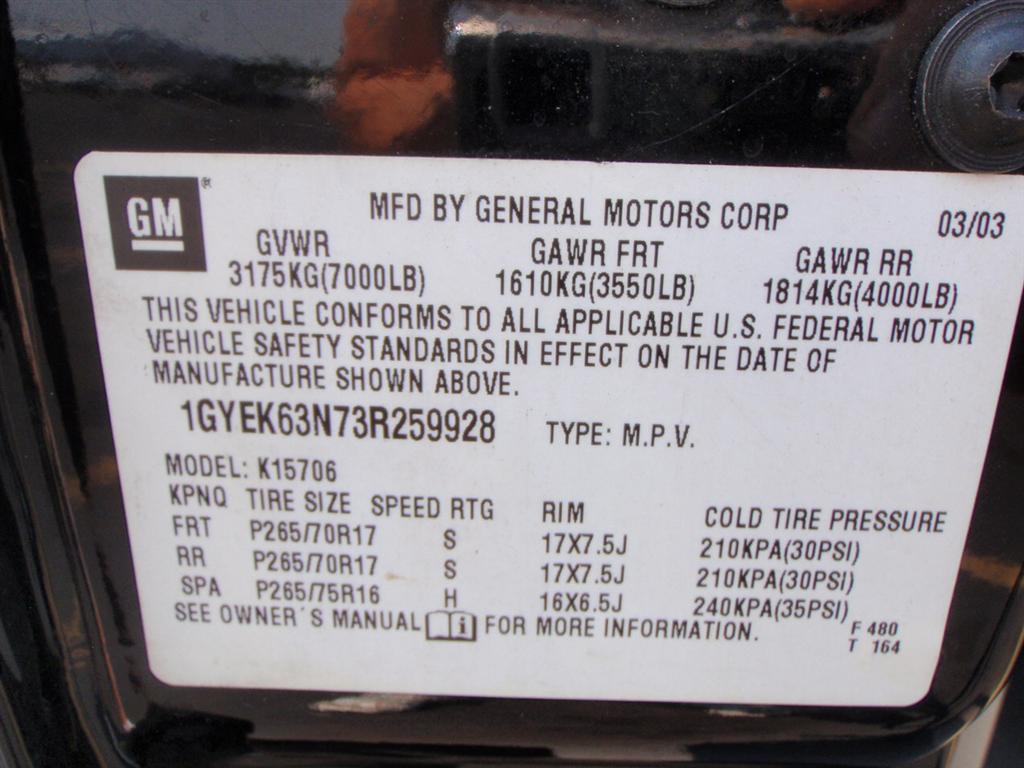 GM ®
MFD BY GENERAL MOTORS CORP 03/03
GVWR GAWR FRT GAWR RR
3175KG(7000LB) 1610KG(3550LB) 1814KG(4000LB)
THIS VEHICLE CONFORMS TO ALL APPLICABLE U.S. FEDERAL MOTOR
VEHICLE SAFETY STANDARDS IN EFFECT ON THE DATE OF
MANUFACTURE SHOWN ABOVE.
1GYEK63N73R259928 TYPE: M.P.V.
MODEL: K15706
KPNQ TIRE SIZE SPEED RTG RIM COLD TIRE PRESSURE
FRT P265/70R17 S 17X7.5J 210KPA(30PSI)
RR P265/70R17 S 17X7.5J 210KPA(30PSI)
SPA P265/75R16 H 16X6.5J 240KPA(35PSI)
SEE OWNER'S MANUAL i FOR MORE INFORMATION.
F 480
T 164